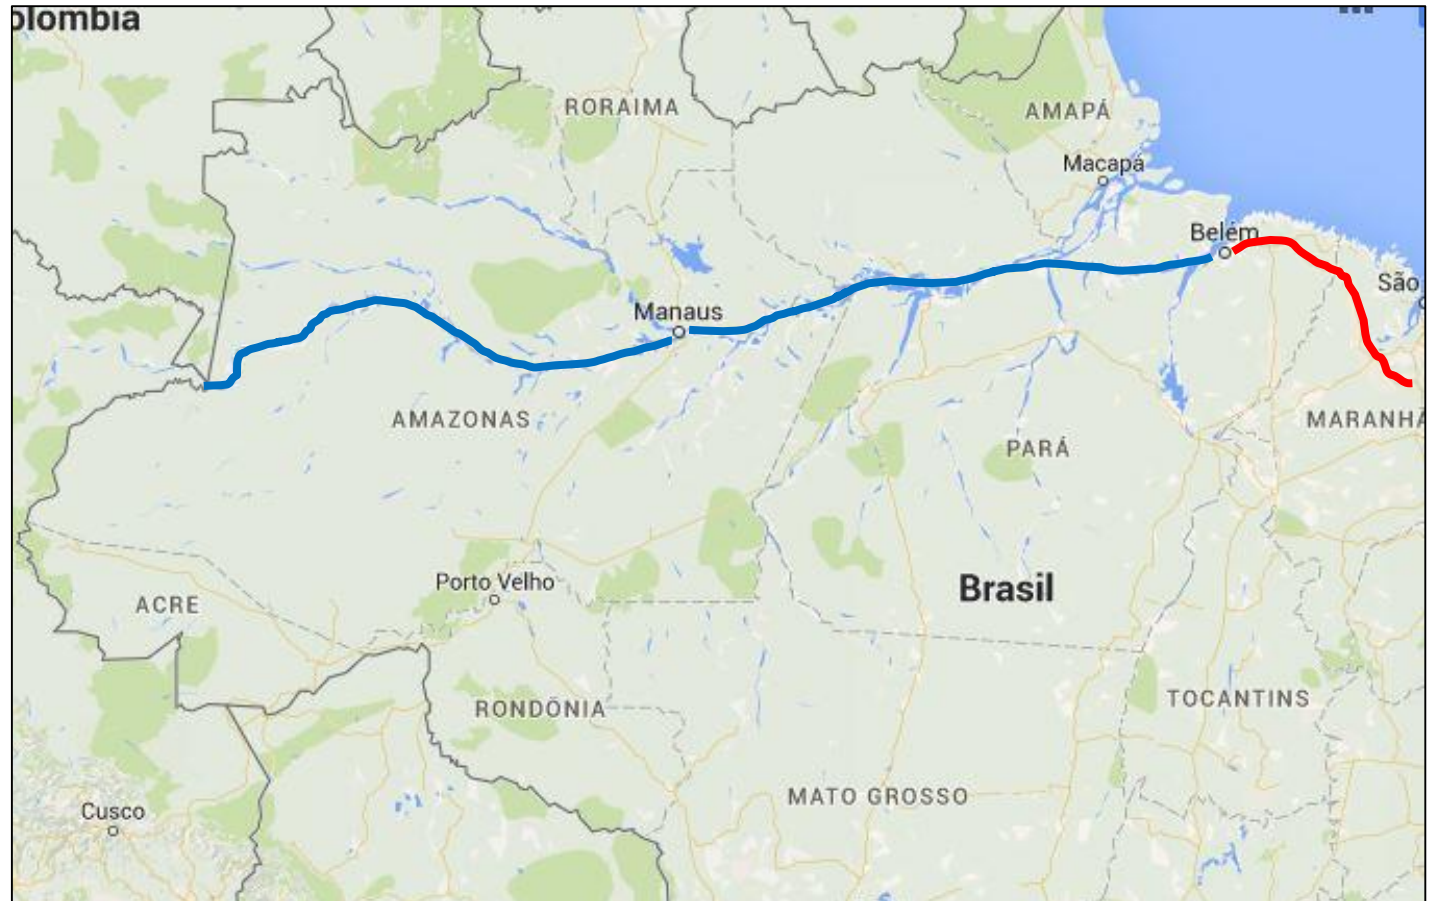 olombia
RORAIMA
AMAPÁ
Macapá
Belém
São
Manaus
AMAZONAS
MARANHÃ
PARÁ
Porto Velho
Brasil
ACRE
TOCANTINS
RONDÔNIA
MATO GROSSO
Cusco